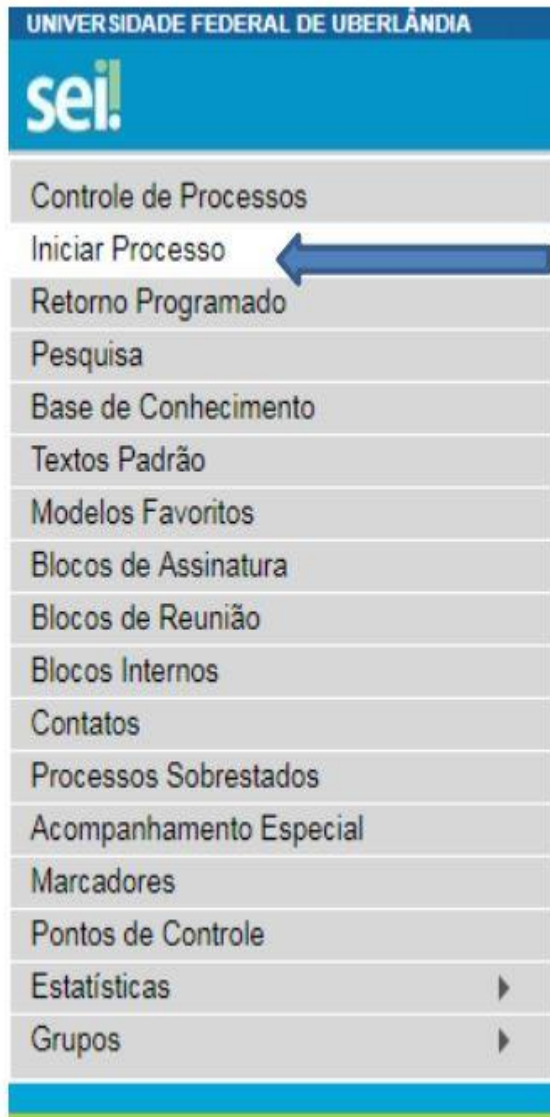 UNIVERSIDADE FEDERAL DE UBERLÂNDIA
sei!
Controle de Processos
Iniciar Processo
Retorno Programado
Pesquisa
Base de Conhecimento
Textos Padrão
Modelos Favoritos
Blocos de Assinatura
Blocos de Reunião
Blocos Internos
Contatos
Processos Sobrestados
Acompanhamento Especial
Marcadores
Pontos de Controle
Estatísticas
Grupos